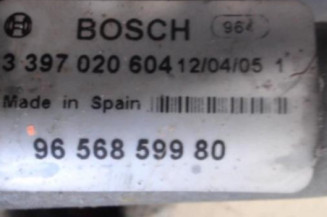 BOSCH 964
3 397 020 604 12/04/05 1
Made in Spain
96 568 599 80